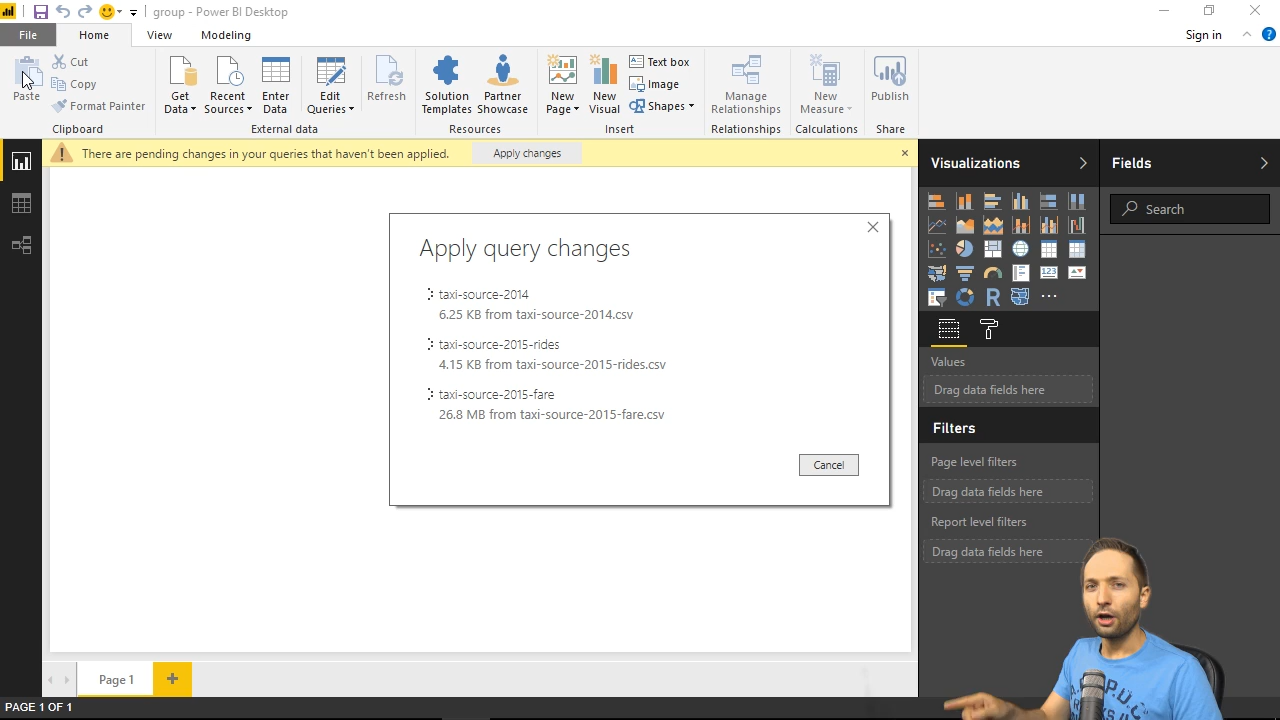 group - Power BI Desktop
File
Home
View
Modeling
Sign in
?
Paste
Cut
Copy
Format Painter
Clipboard
Get Data
Recent Sources
Enter Data
Edit Queries
Refresh
External data
Solution Templates
Partner Showcase
Resources
New Page
New Visual
Text box
Image
Shapes
Insert
Manage Relationships
Relationships
New Measure
Calculations
Publish
Share
There are pending changes in your queries that haven't been applied.
Apply changes
Visualizations
Fields
Search
Apply query changes
taxi-source-2014
6.25 KB from taxi-source-2014.csv
taxi-source-2015-rides
4.15 KB from taxi-source-2015-rides.csv
taxi-source-2015-fare
26.8 MB from taxi-source-2015-fare.csv
Cancel
123
R
Values
Drag data fields here
Filters
Page level filters
Drag data fields here
Report level filters
Drag data fields here
Page 1
+
PAGE 1 OF 1